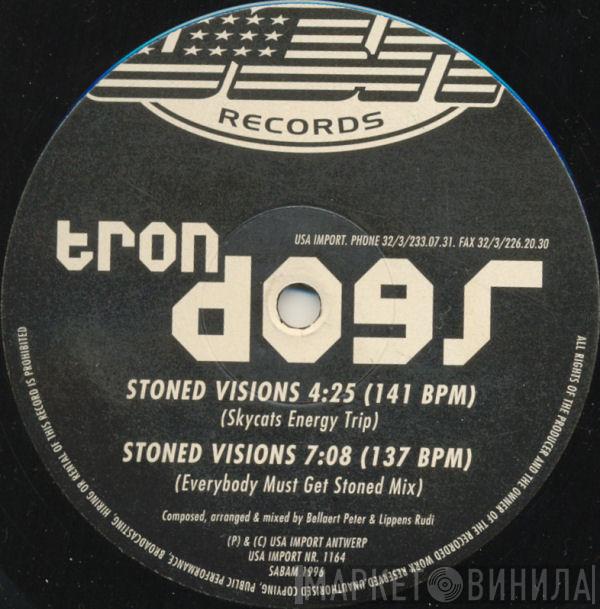 RECORDS
tron
USA IMPORT. PHONE 32/3/233.07.31. FAX 32/3/226.20.30
dogs
STONED VISIONS 4:25 (141 BPM)
(Skycats Energy Trip)
STONED VISIONS 7:08 (137 BPM)
(Everybody Must Get Stoned Mix)
Composed, arranged & mixed by Bellaert Peter & Lippens Rudi
(P) & (C) USA IMPORT ANTWERP
USA IMPORT NR. 1164
SABAM 1996
ALL RIGHTS OF THE PRODUCER AND THE OWNER OF THE RECORDED WORK RESERVED. UNAUTHORISED COPYING, PUBLIC PERFORMANCE, BROADCASTING, HIRING OR RENTAL OF THIS RECORD IS PROHIBITED
МАРКЕТ ВИНИЛА